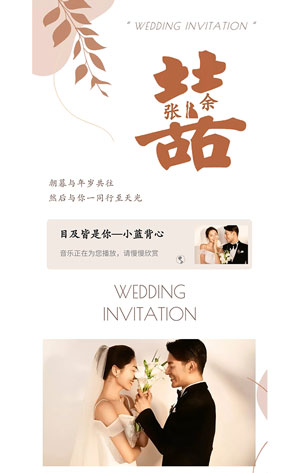 " WEDDING INVITATION "
囍
张 余
朝暮与年岁共往
然后与你一同行至天光
目及皆是你—小蓝背心
音乐正在为您播放，请慢慢欣赏
WEDDING
INVITATION